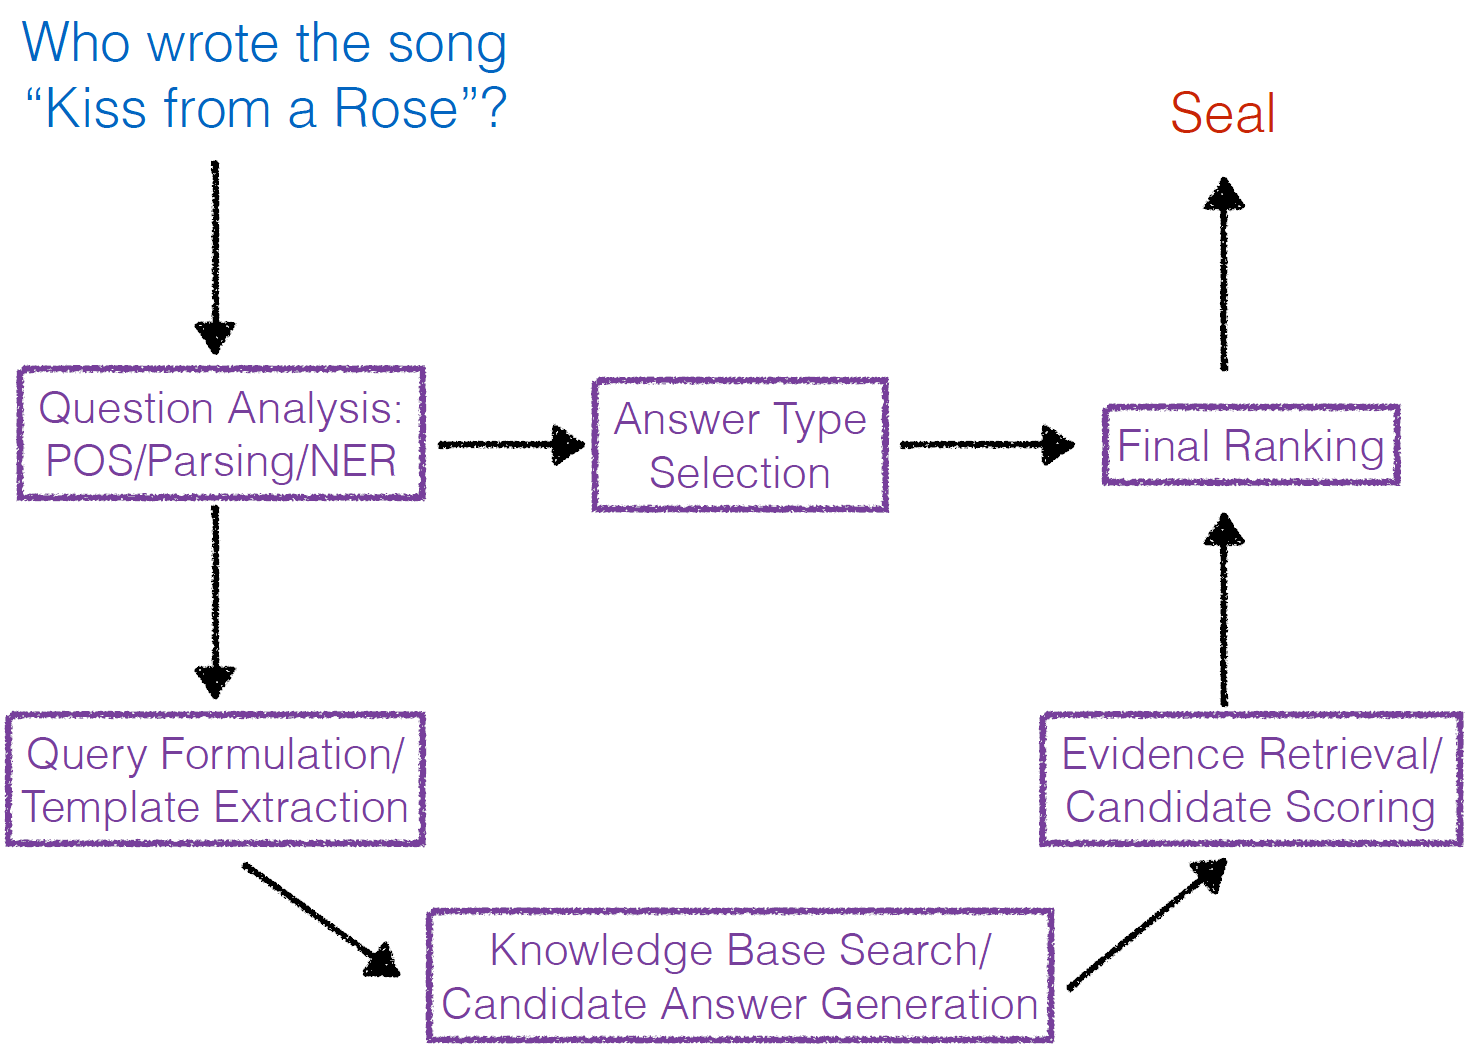 Who wrote the song
“Kiss from a Rose”?
Seal
Question Analysis:
POS/Parsing/NER
Answer Type
Selection
Final Ranking
Query Formulation/
Template Extraction
Evidence Retrieval/
Candidate Scoring
Knowledge Base Search/
Candidate Answer Generation